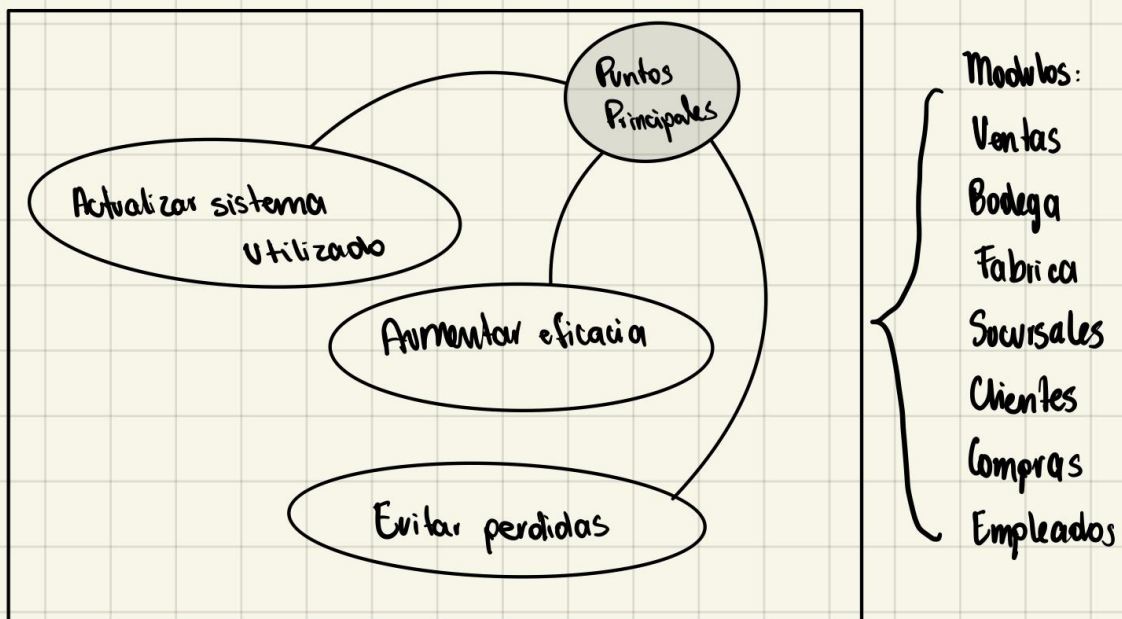 Puntos
Principales
Actualizar sistema
utilizado
Aumentar eficacia
Evitar perdidas
Modulos:
Ventas
Bodega
Fabrica
Sucursales
Clientes
Compras
Empleados